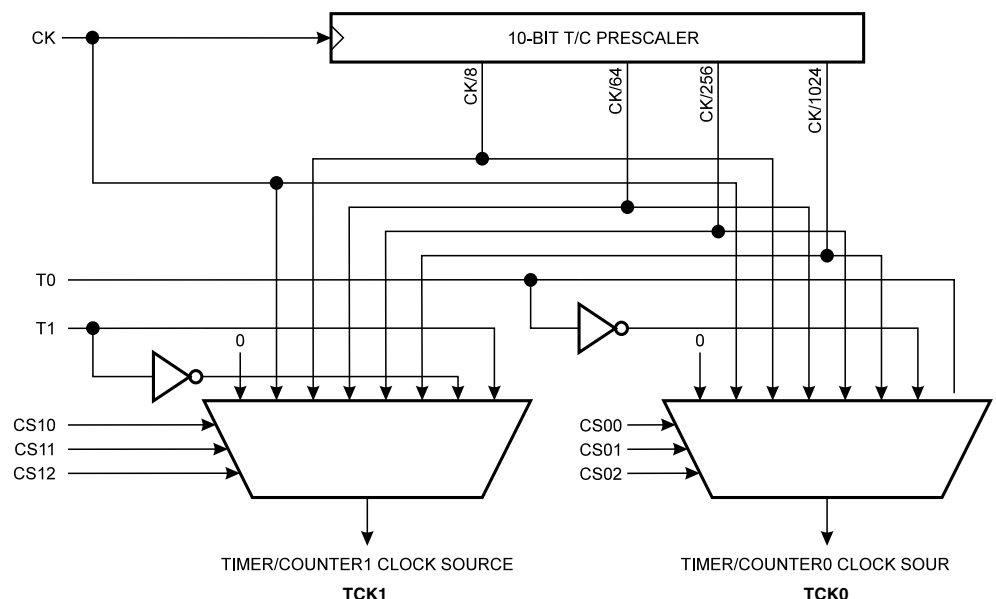 CK
10-BIT T/C PRESCALER
CK/8
CK/64
CK/256
CK/1024
T0
T1
0
0
CS10
CS11
CS12
CS00
CS01
CS02
TIMER/COUNTER1 CLOCK SOURCE
TCK1
TIMER/COUNTER0 CLOCK SOUR
TCK0